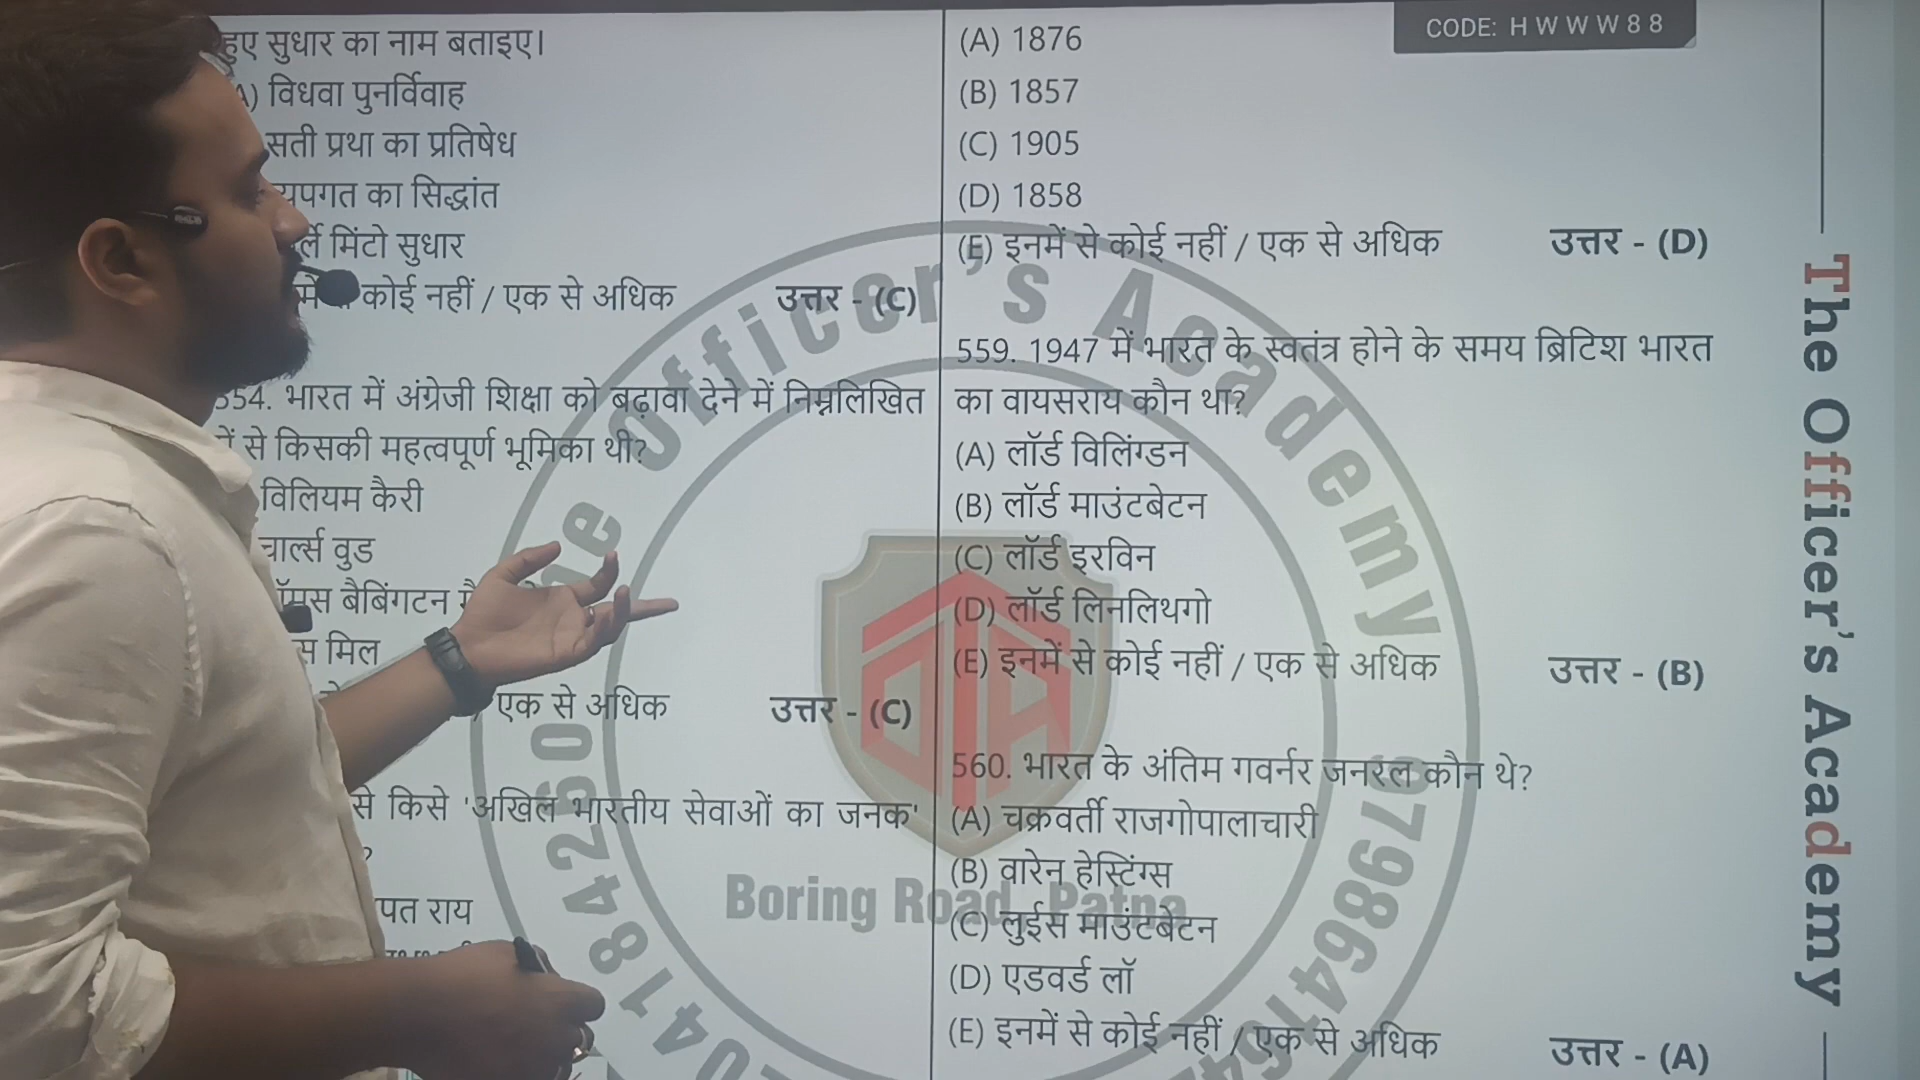 हुए सुधार का नाम बताइए।
विधवा पुनर्विवाह
सती प्रथा का प्रतिषेध
का सिद्धांत
मिंटो सुधार
कोई नहीं / एक से अधिक उत्तर - (C)
554. भारत में अंग्रेजी शिक्षा को बढ़ावा देने में निम्नलिखित
में से किसकी महत्वपूर्ण भूमिका थी?
विलियम कैरी
चार्ल्स वुड
बैबिंगटन
मिल
एक से अधिक उत्तर - (C)
से किसे 'अखिल भारतीय सेवाओं का जनक'
?
राय
(A) 1876
(B) 1857
(C) 1905
(D) 1858
(E) इनमें से कोई नहीं / एक से अधिक उत्तर - (D)
559. 1947 में भारत के स्वतंत्र होने के समय ब्रिटिश भारत
का वायसराय कौन था?
(A) लॉर्ड विलिंग्डन
(B) लॉर्ड माउंटबेटन
(C) लॉर्ड इरविन
(D) लॉर्ड लिनलिथगो
(E) इनमें से कोई नहीं / एक से अधिक उत्तर - (B)
560. भारत के अंतिम गवर्नर जनरल कौन थे?
(A) चक्रवर्ती राजगोपालाचारी
(B) वारेन हेस्टिंग्स
(C) लुईस माउंटबेटन
(D) एडवर्ड लॉ
(E) इनमें से कोई नहीं / एक से अधिक उत्तर - (A)
CODE: HWWW88
The Officer's Academy
Officer's Academy
Boring Road, Patna